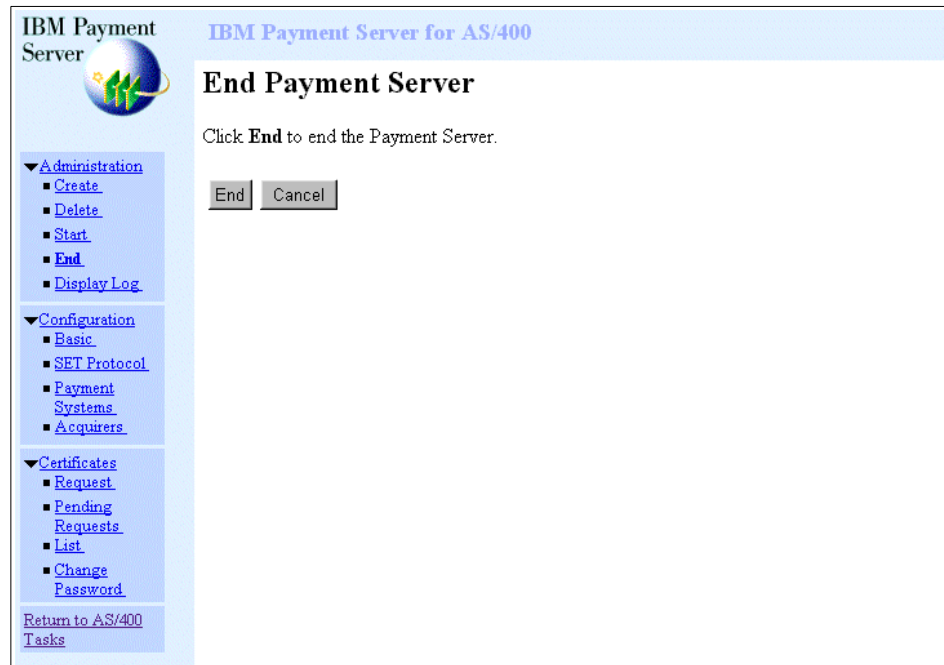 IBM Payment
Server
Administration
Create
Delete
Start
End
Display Log
Configuration
Basic
SET Protocol
Payment
Systems
Acquirers
Certificates
Request
Pending
Requests
List
Change
Password
Return to AS/400
Tasks
IBM Payment Server for AS/400
End Payment Server
Click End to end the Payment Server.
End Cancel